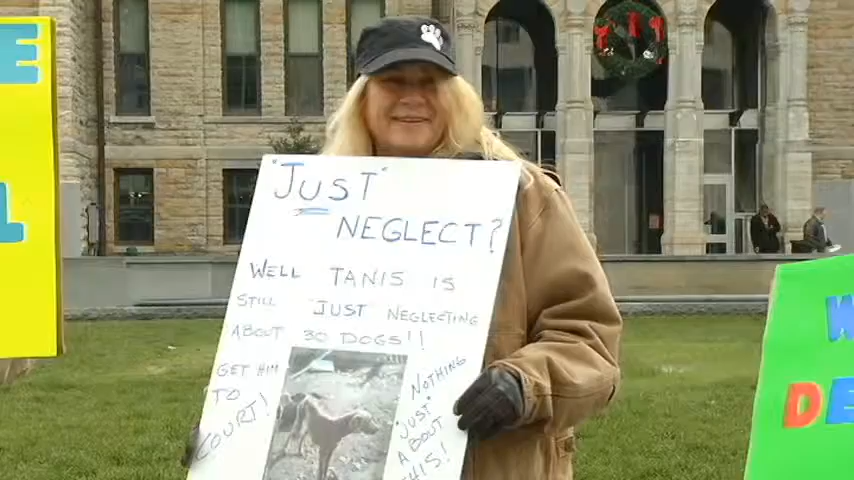 "JUST"
NEGLECT?
WELL TANIS IS
STILL "JUST" NEGLECTING
ABOUT 30 DOGS!!
GET HIM
TO
COURT!
NOTHING
"JUST"
ABOUT
THIS!
E
L
W
DE